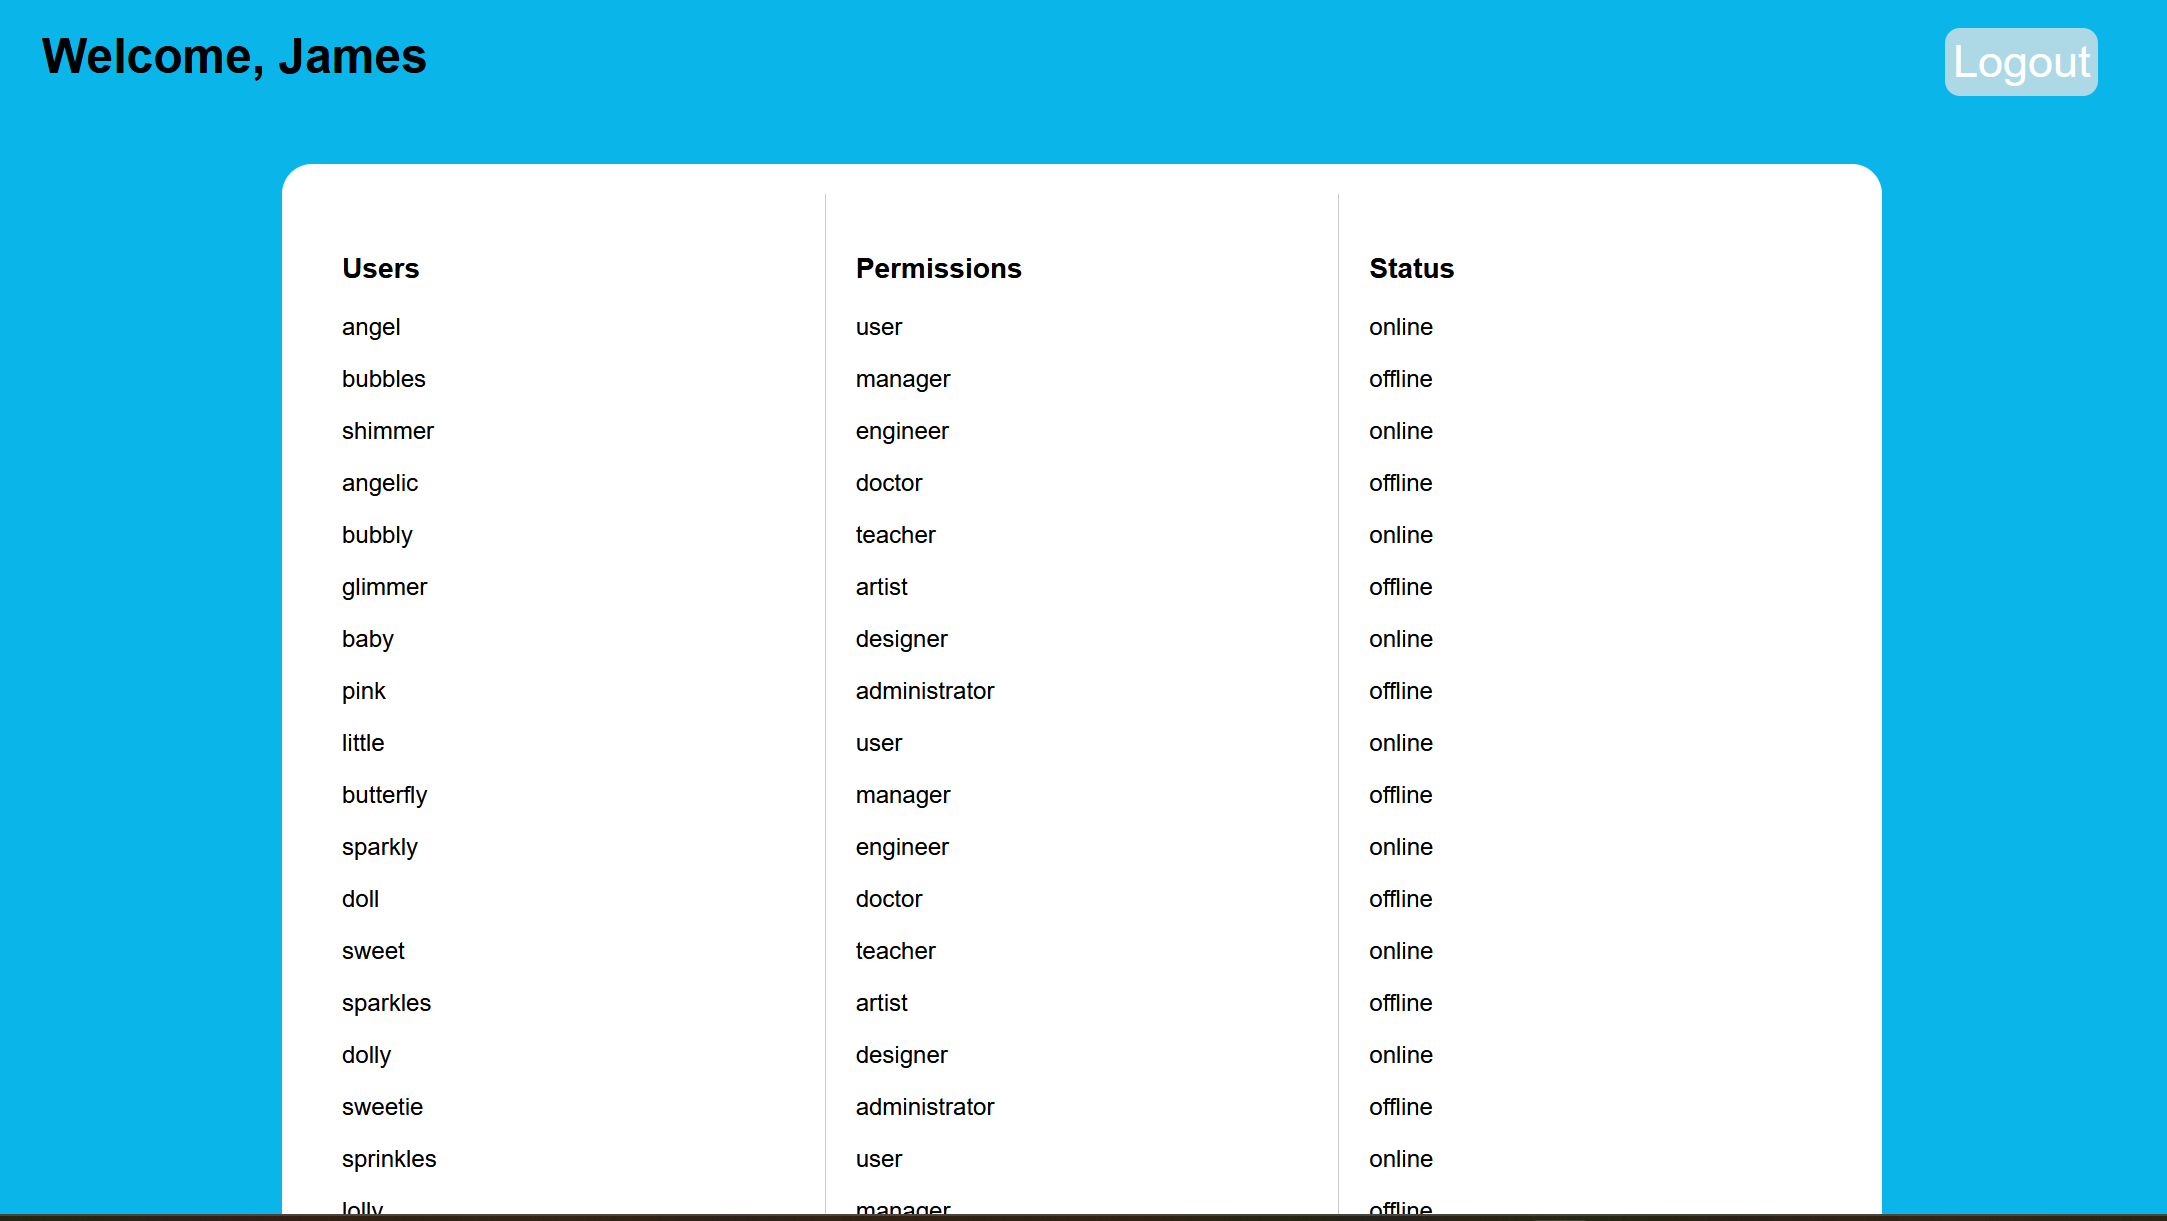 Welcome, James
Logout
Users Permissions Status
angel user online
bubbles manager offline
shimmer engineer online
angelic doctor offline
bubbly teacher online
glimmer artist offline
baby designer online
pink administrator offline
little user online
butterfly manager offline
sparkly engineer online
doll doctor offline
sweet teacher online
sparkles artist offline
dolly designer online
sweetie administrator offline
sprinkles user online
lolly manager offline